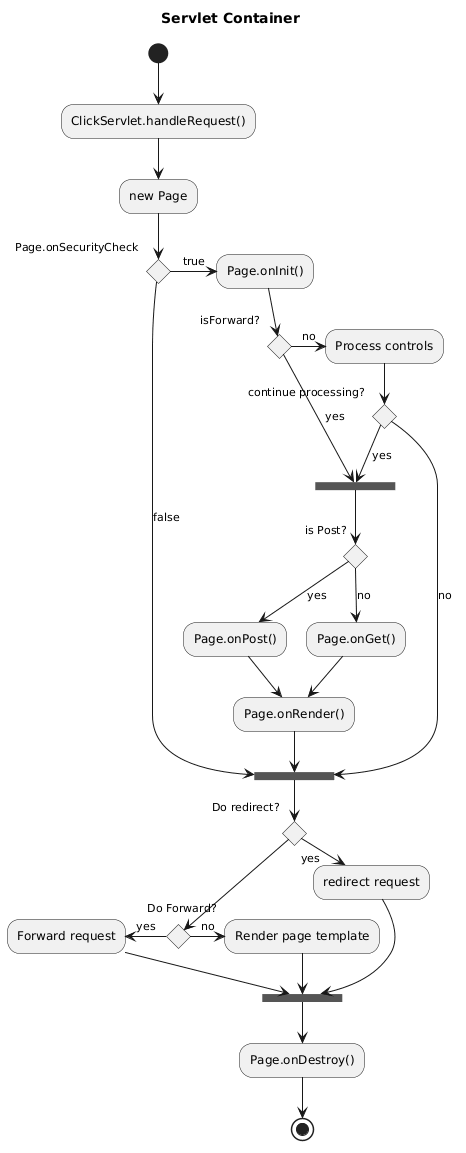 Servlet Container
ClickServlet.handleRequest()
new Page
Page.onSecurityCheck
true
Page.onInit()
isForward?
no
Process controls
continue processing?
yes
yes
false
is Post?
yes
no
no
Page.onPost()
Page.onGet()
Page.onRender()
Do redirect?
yes
redirect request
Do Forward?
yes
no
Forward request
Render page template
Page.onDestroy()